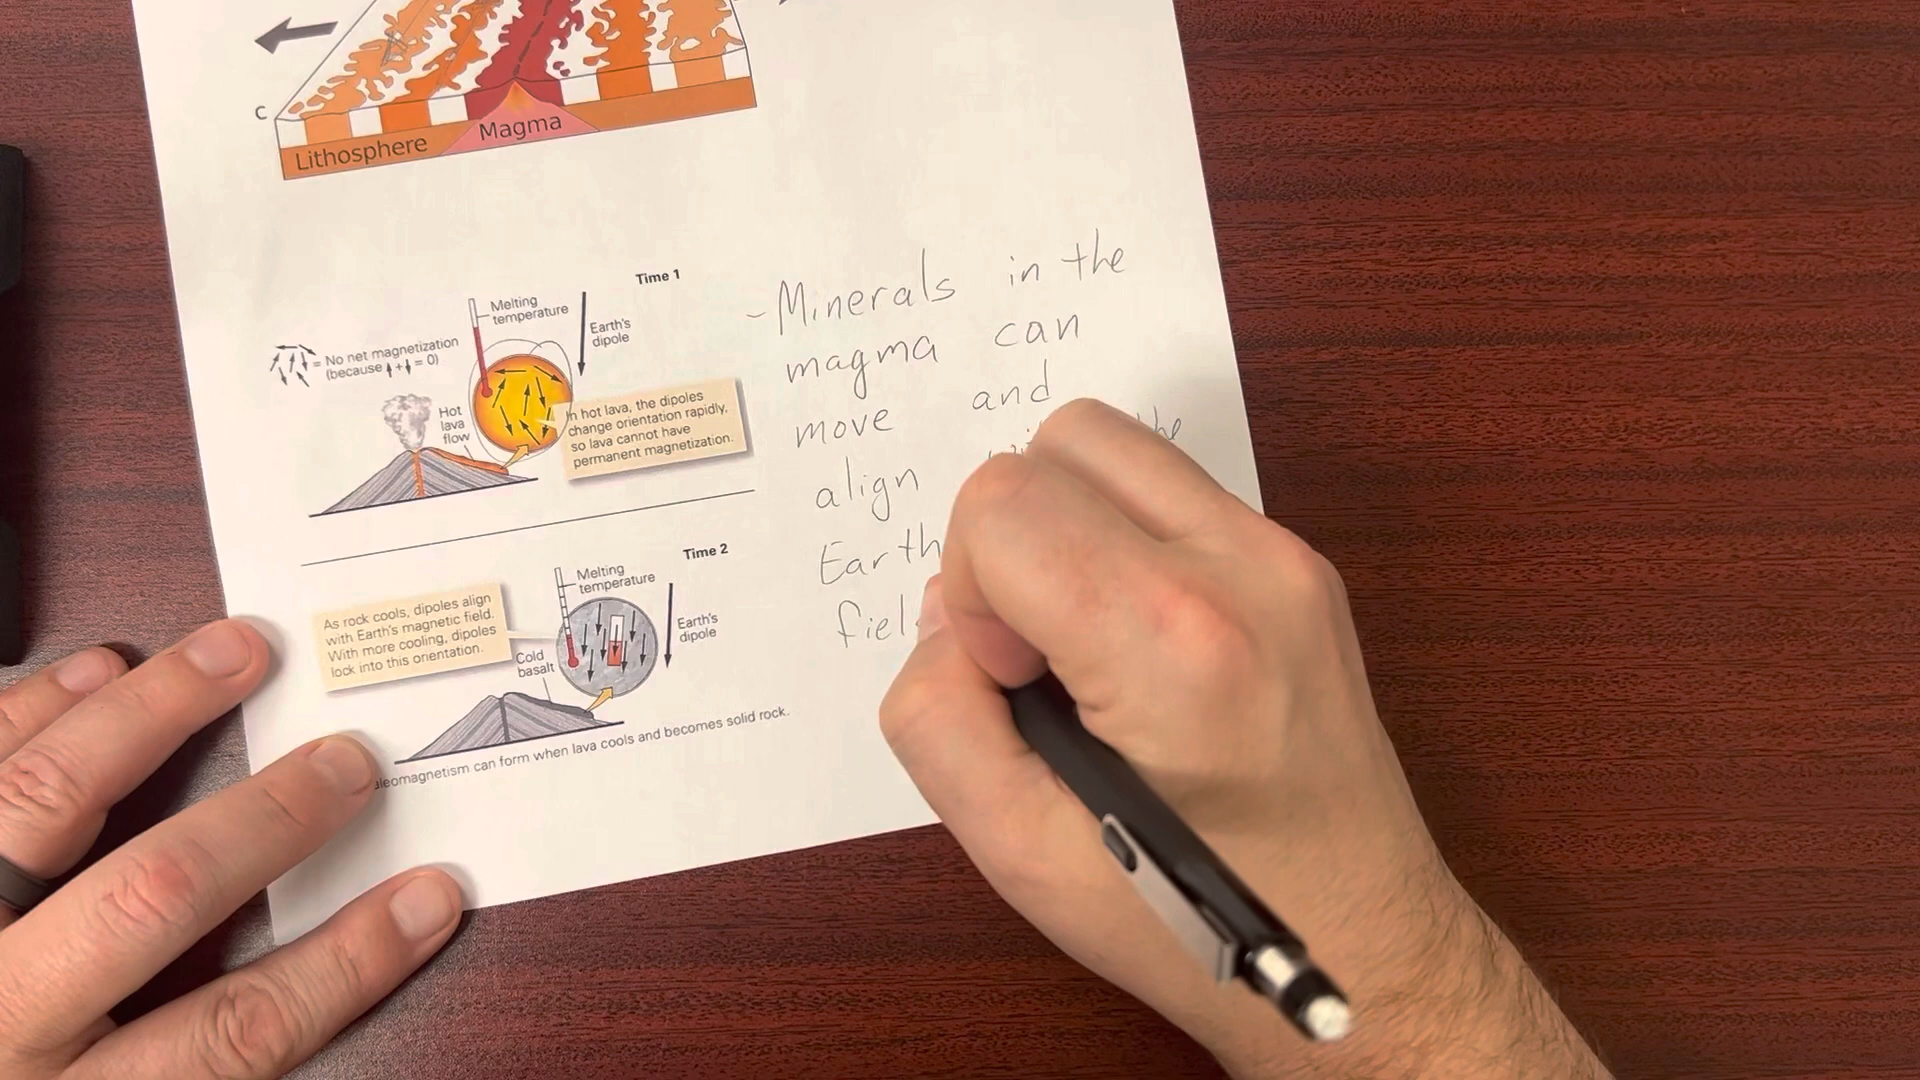 C
Lithosphere
Magma
Time 1
Melting
temperature
Earth's
dipole
= No net magnetization
(because + = 0)
Hot
lava
flow
In hot lava, the dipoles
change orientation rapidly,
so lava cannot have
permanent magnetization.
Time 2
Melting
temperature
Earth's
dipole
As rock cools, dipoles align
with Earth's magnetic field.
With more cooling, dipoles
lock into this orientation.
Cold
basalt
aleomagnetism can form when lava cools and becomes solid rock.
- Minerals in the
magma can
move and
align the
Earth